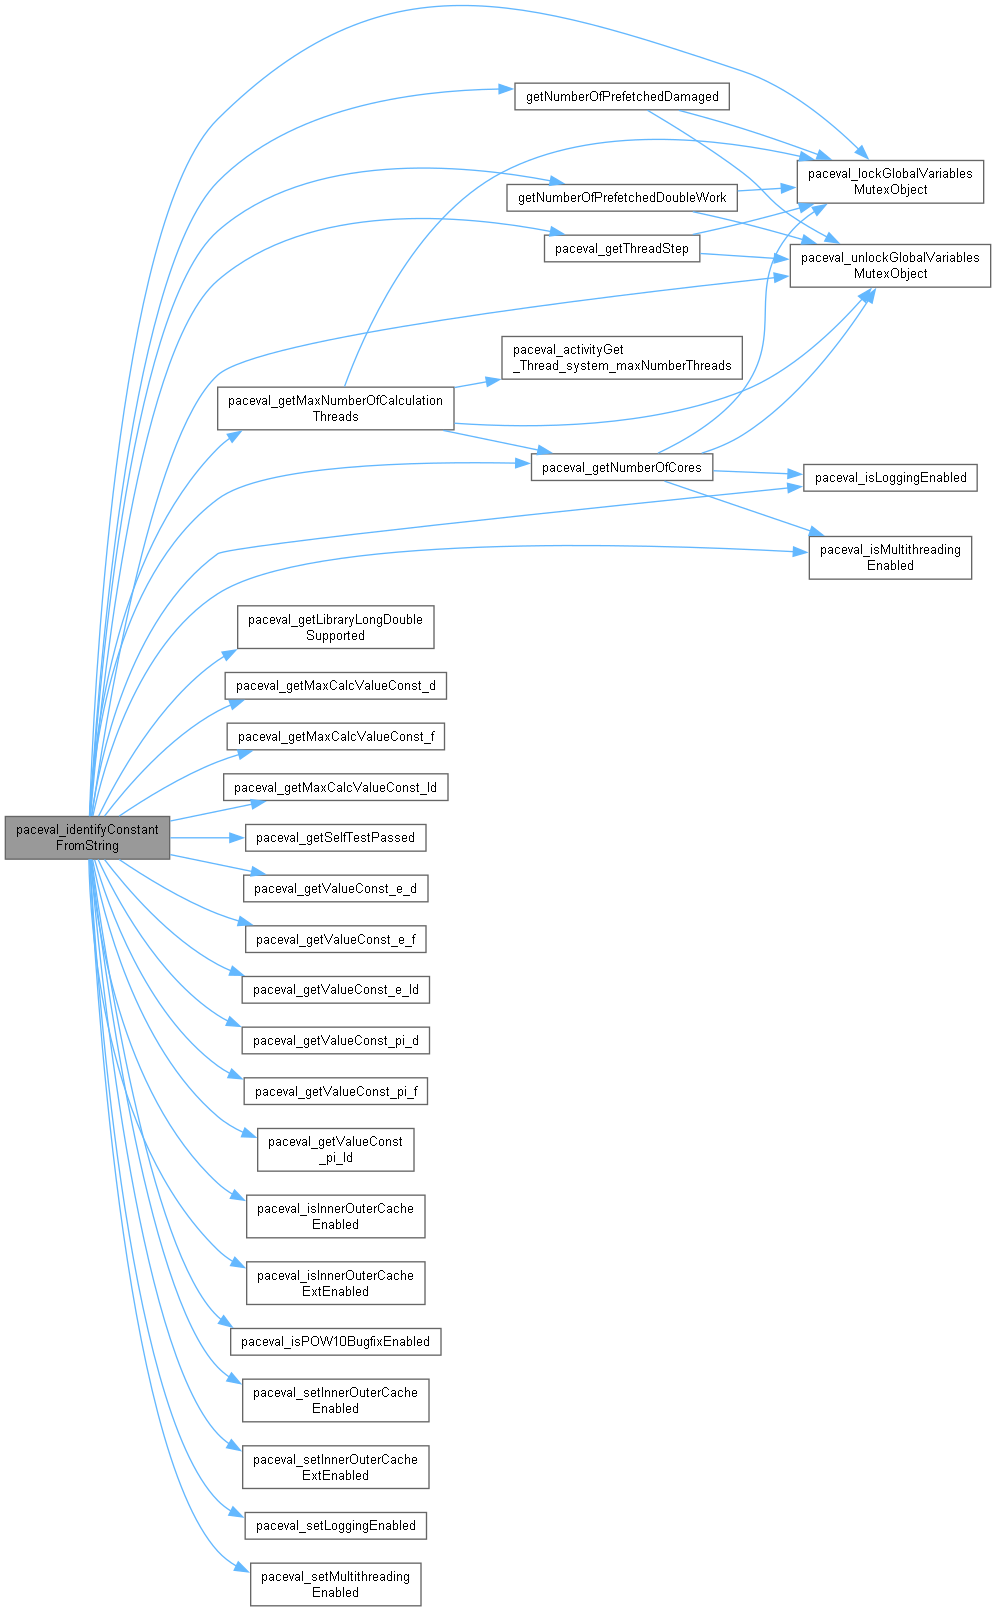 getNumberOfPrefetchedDamaged
paceval_lockGlobalVariables
MutexObject
getNumberOfPrefetchedDoubleWork
paceval_getThreadStep
paceval_unlockGlobalVariables
MutexObject
paceval_activityGet
_Thread_system_maxNumberThreads
paceval_getMaxNumberOfCalculation
Threads
paceval_getNumberOfCores
paceval_isLoggingEnabled
paceval_isMultithreading
Enabled
paceval_getLibraryLongDouble
Supported
paceval_getMaxCalcValueConst_d
paceval_getMaxCalcValueConst_f
paceval_getMaxCalcValueConst_ld
paceval_identifyConstant
FromString
paceval_getSelfTestPassed
paceval_getValueConst_e_d
paceval_getValueConst_e_f
paceval_getValueConst_e_ld
paceval_getValueConst_pi_d
paceval_getValueConst_pi_f
paceval_getValueConst
_pi_ld
paceval_isInnerOuterCache
Enabled
paceval_isInnerOuterCache
ExtEnabled
paceval_isPOW10BugfixEnabled
paceval_setInnerOuterCache
Enabled
paceval_setInnerOuterCache
ExtEnabled
paceval_setLoggingEnabled
paceval_setMultithreading
Enabled